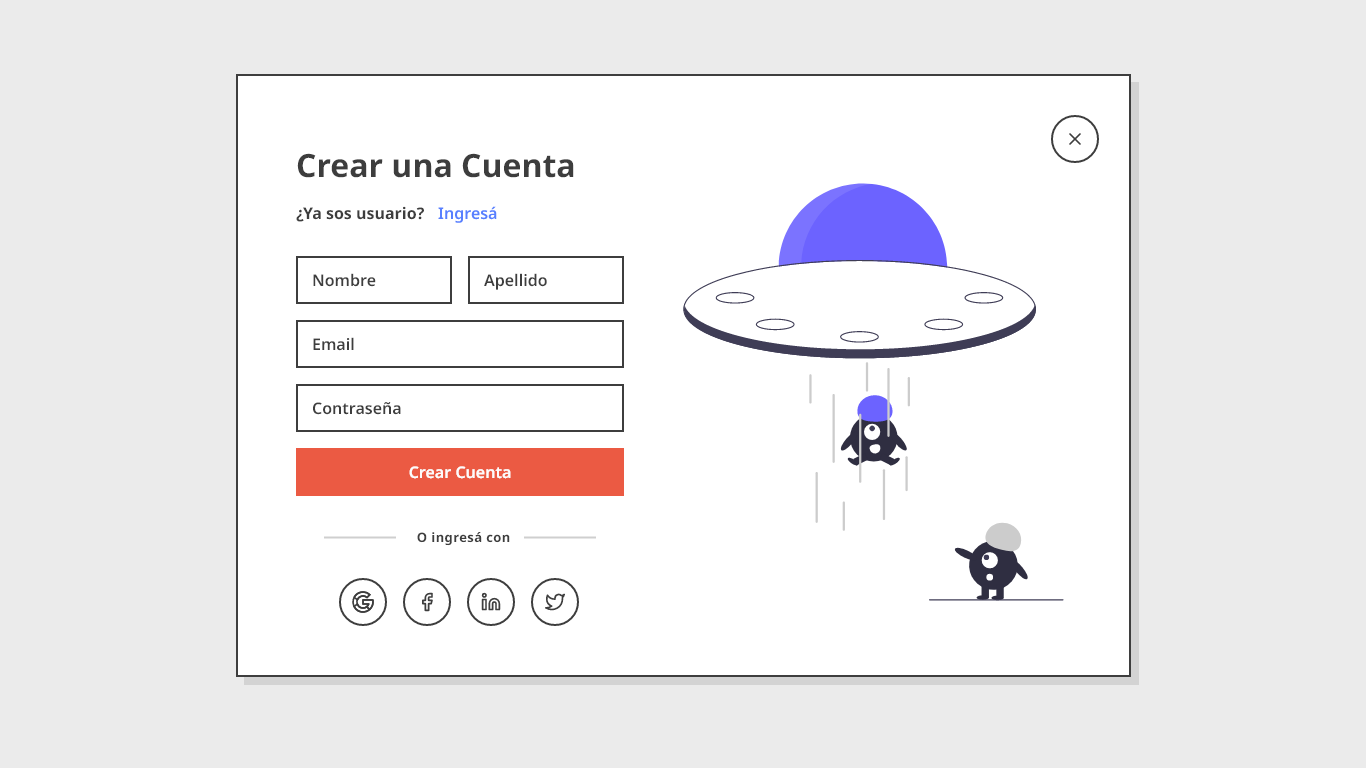 Crear una Cuenta
¿Ya sos usuario? Ingresá
Nombre
Apellido
Email
Contraseña
Crear Cuenta
O ingresá con